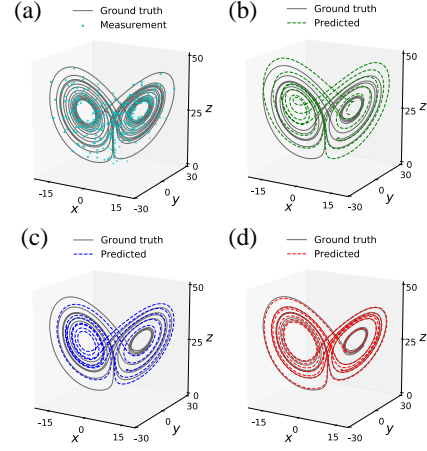 (a)
Ground truth
Measurement
50
z
25
0
-15
0
15
x
-30
0
30
y
(b)
Ground truth
Predicted
50
z
25
0
-15
0
15
x
-30
0
30
y
(c)
Ground truth
Predicted
50
z
25
0
-15
0
15
x
-30
0
30
y
(d)
Ground truth
Predicted
50
z
25
0
-15
0
15
x
-30
0
30
y